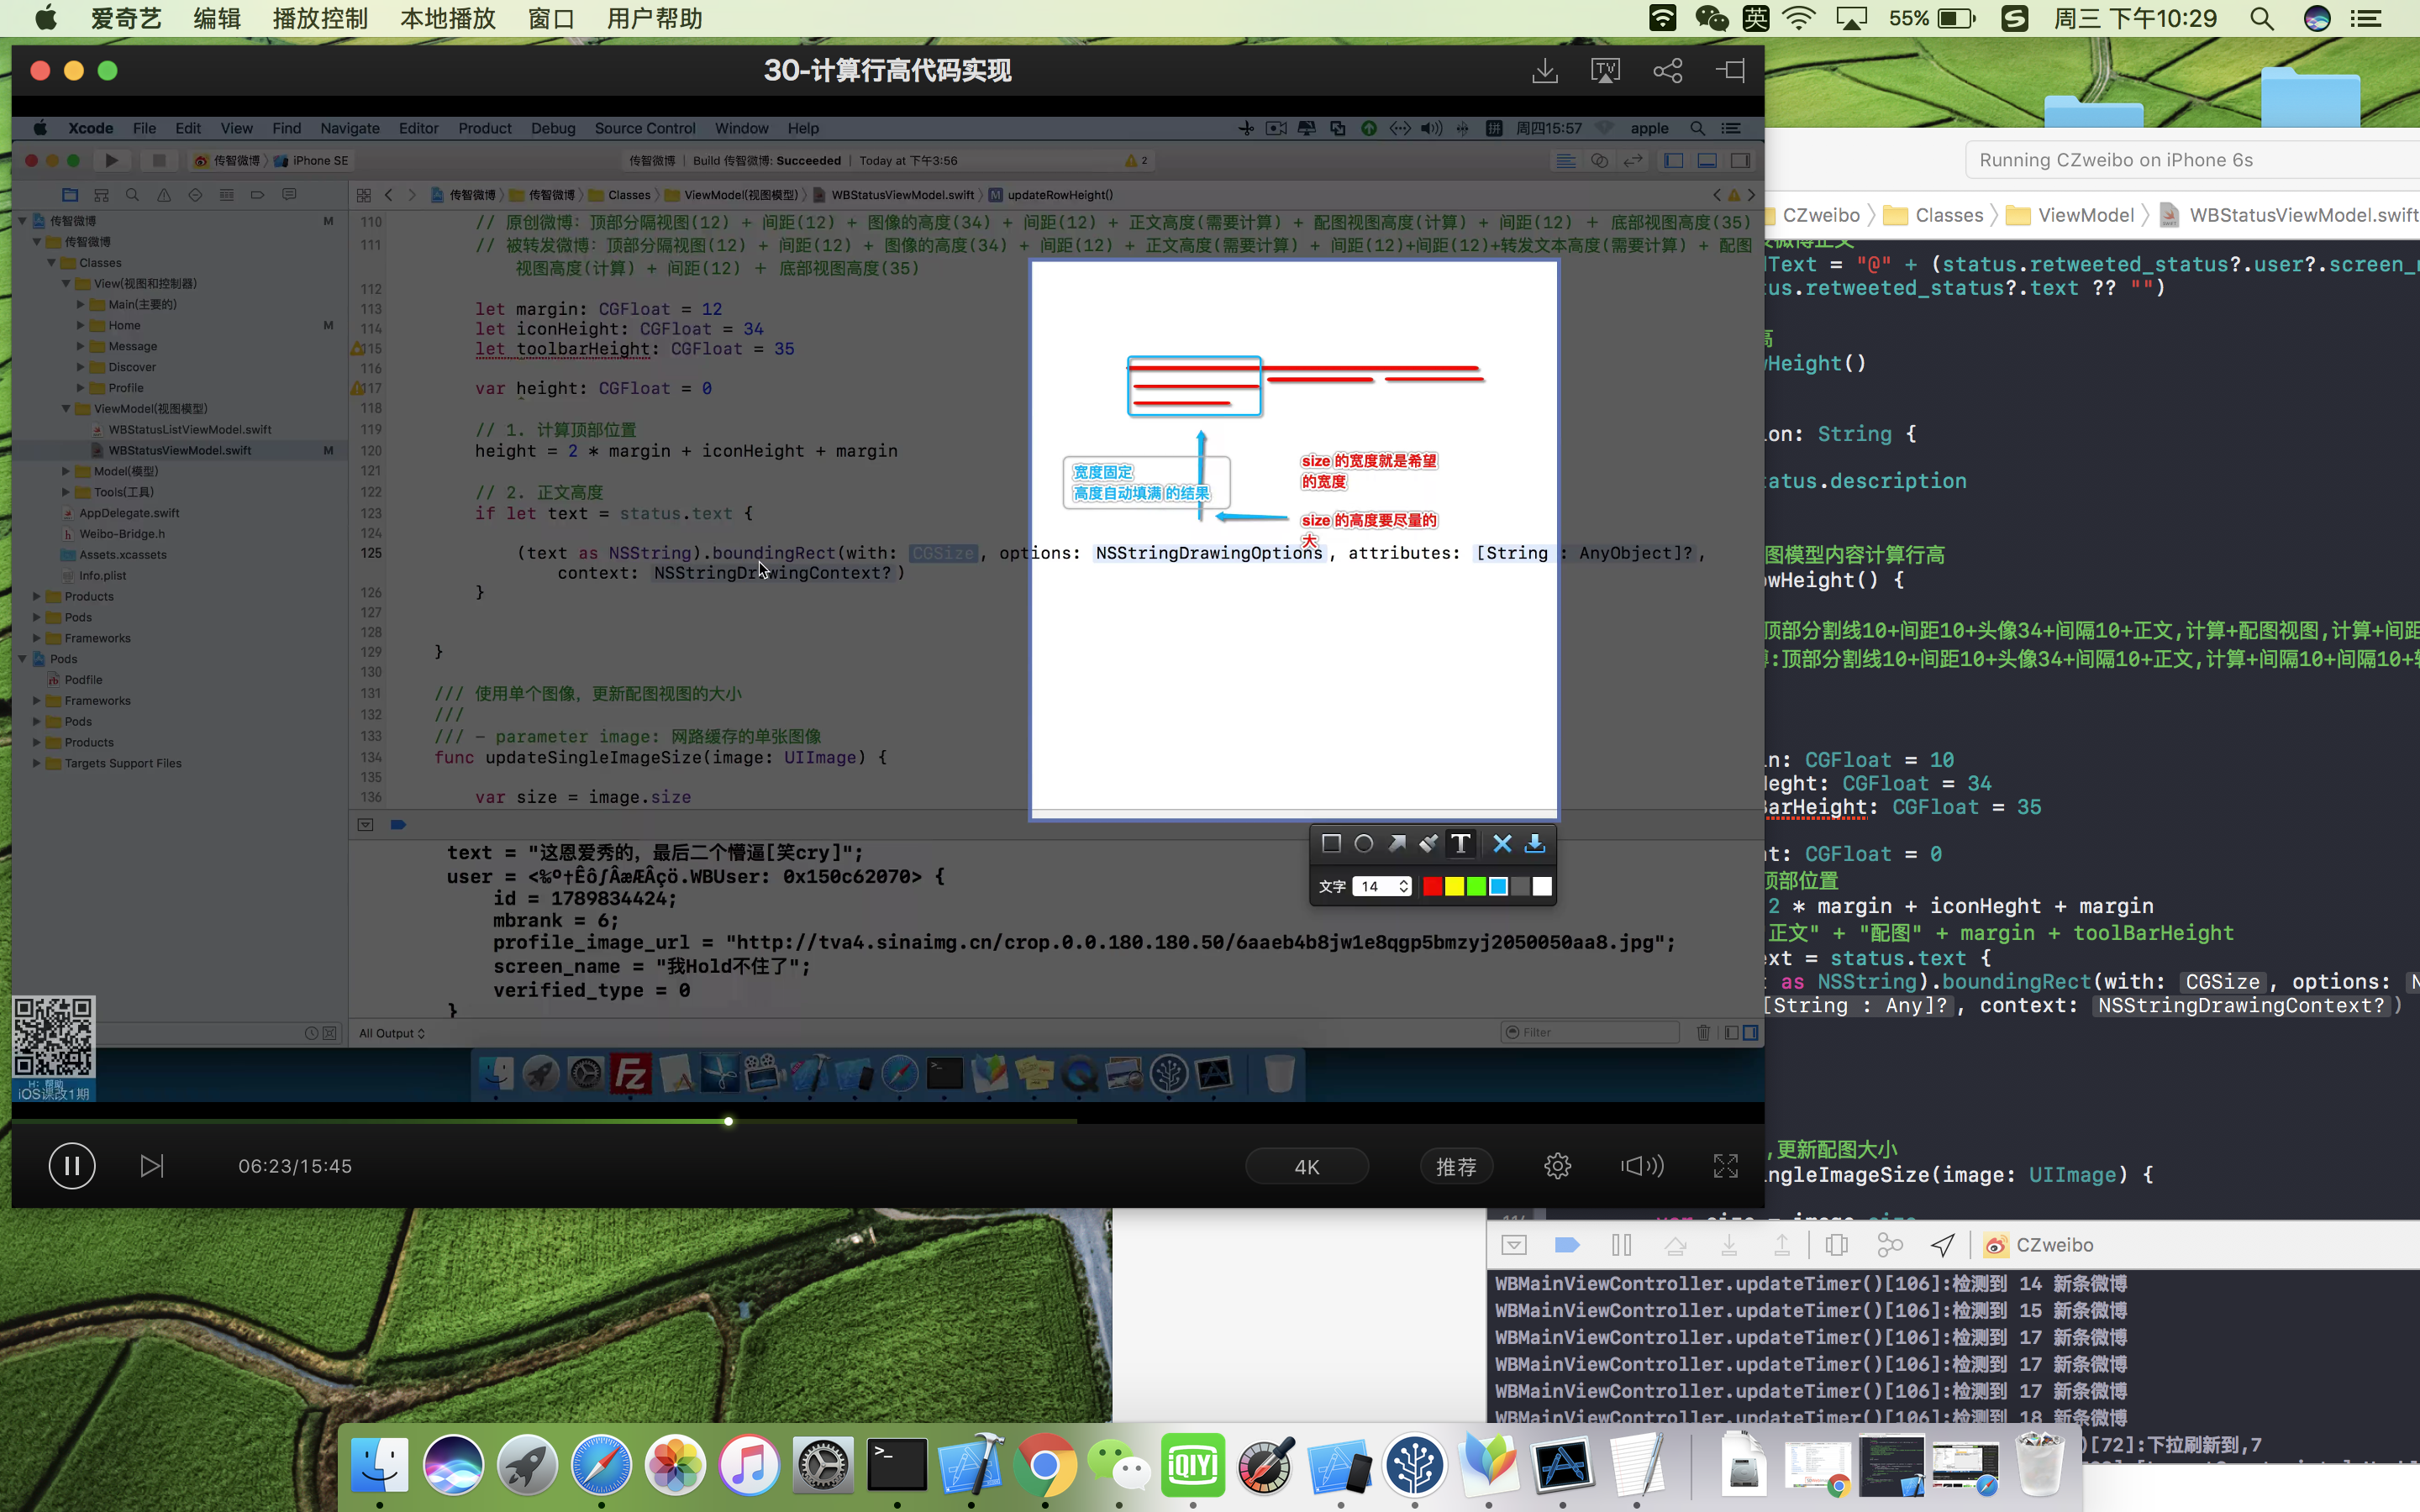 爱奇艺 编辑 播放控制 本地播放 窗口 用户帮助
英 55% 周三 下午10:29
30-计算行高代码实现
Xcode File Edit View Find Navigate Editor Product Debug Source Control Window Help
拼 周四15:57 apple
传智微博 iPhone SE
传智微博 | Build 传智微博: Succeeded | Today at 下午3:56
2
传智微博 传智微博 Classes ViewModel(视图模型) WBStatusViewModel.swift M updateRowHeight()
传智微博 M
传智微博
Classes
View(视图和控制器)
Main(主要的)
Home M
Message
Discover
Profile
ViewModel(视图模型)
WBStatusListViewModel.swift
WBStatusViewModel.swift M
Model(模型)
Tools(工具)
AppDelegate.swift
Weibo-Bridge.h
Assets.xcassets
Info.plist
Products
Pods
Frameworks
Pods
Podfile
Frameworks
Pods
Products
Targets Support Files
110 // 原创微博: 顶部分隔视图(12) + 间距(12) + 图像的高度(34) + 间距(12) + 正文高度(需要计算) + 配图视图高度(计算) + 间距(12) + 底部视图高度(35)
111 // 被转发微博: 顶部分隔视图(12) + 间距(12) + 图像的高度(34) + 间距(12) + 正文高度(需要计算) + 间距(12)+间距(12)+转发文本高度(需要计算) + 配图
视图高度(计算) + 间距(12) + 底部视图高度(35)
112
113 let margin: CGFloat = 12
114 let iconHeight: CGFloat = 34
115 let toolbarHeight: CGFloat = 35
116
117 var height: CGFloat = 0
118
119 // 1. 计算顶部位置
120 height = 2 * margin + iconHeight + margin
121
122 // 2. 正文高度
123 if let text = status.text {
124
125 (text as NSString).boundingRect(with: CGSize, options: NSStringDrawingOptions, attributes: [String : AnyObject]?,
context: NSStringDrawingContext?)
126 }
127
128
129 }
130
131 /// 使用单个图像，更新配图视图的大小
132 ///
133 /// - parameter image: 网路缓存的单张图像
134 func updateSingleImageSize(image: UIImage) {
135
136 var size = image.size
宽度固定
高度自动填满 的结果
size 的宽度就是希望
的宽度
size 的高度要尽量的
大
T
文字 14
text = "这恩爱秀的，最后二个懵逼[笑cry]";
user = <‰º†Êô∫ÂæÆÂçö.WBUser: 0x150c62070> {
id = 1789834424;
mbrank = 6;
profile_image_url = "http://tva4.sinaimg.cn/crop.0.0.180.180.50/6aaeb4b8jw1e8qgp5bmzyj2050050aa8.jpg";
screen_name = "我Hold不住了";
verified_type = 0
}
All Output
Filter
H: 帮助
iOS课改1期
06:23/15:45
4K 推荐
Running CZweibo on iPhone 6s
CZweibo Classes ViewModel WBStatusViewModel.swift
微博正文
Text = "@" + (status.retweeted_status?.user?.screen_
us.retweeted_status?.text ?? "")
高
Height()
on: String {
atus.description
图模型内容计算行高
owHeight() {
顶部分割线10+间距10+头像34+间隔10+正文,计算+配图视图,计算+间距
:顶部分割线10+间距10+头像34+间隔10+正文,计算+间隔10+间隔10+
n: CGFloat = 10
eght: CGFloat = 34
BarHeight: CGFloat = 35
t: CGFloat = 0
顶部位置
2 * margin + iconHeght + margin
正文" + "配图" + margin + toolBarHeight
ext = status.text {
as NSString).boundingRect(with: CGSize, options: N
[String : Any]?, context: NSStringDrawingContext?)
,更新配图大小
ngleImageSize(image: UIImage) {
CZweibo
WBMainViewController.updateTimer()[106]:检测到 14 新条微博
WBMainViewController.updateTimer()[106]:检测到 15 新条微博
WBMainViewController.updateTimer()[106]:检测到 17 新条微博
WBMainViewController.updateTimer()[106]:检测到 17 新条微博
WBMainViewController.updateTimer()[106]:检测到 17 新条微博
WBMainViewController.updateTimer()[106]:检测到 18 新条微博
)[72]:下拉刷新到,7
iQIYI